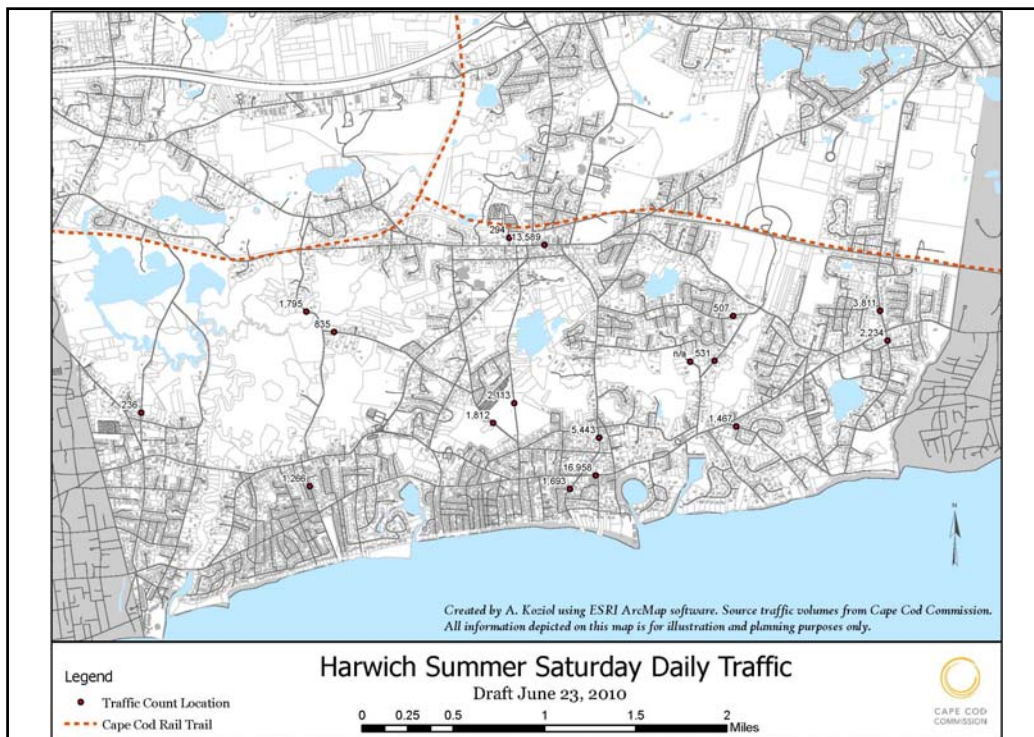 294
13,589
1,795
835
507
3,811
2,234
n/a
531
236
2,113
1,812
1,467
5,443
16,958
1,693
1,266
N
Created by A. Koziol using ESRI ArcMap software. Source traffic volumes from Cape Cod Commission.
All information depicted on this map is for illustration and planning purposes only.
Legend
Traffic Count Location
Cape Cod Rail Trail
Harwich Summer Saturday Daily Traffic
Draft June 23, 2010
0 0.25 0.5 1 1.5 2
Miles
CAPE COD
COMMISSION